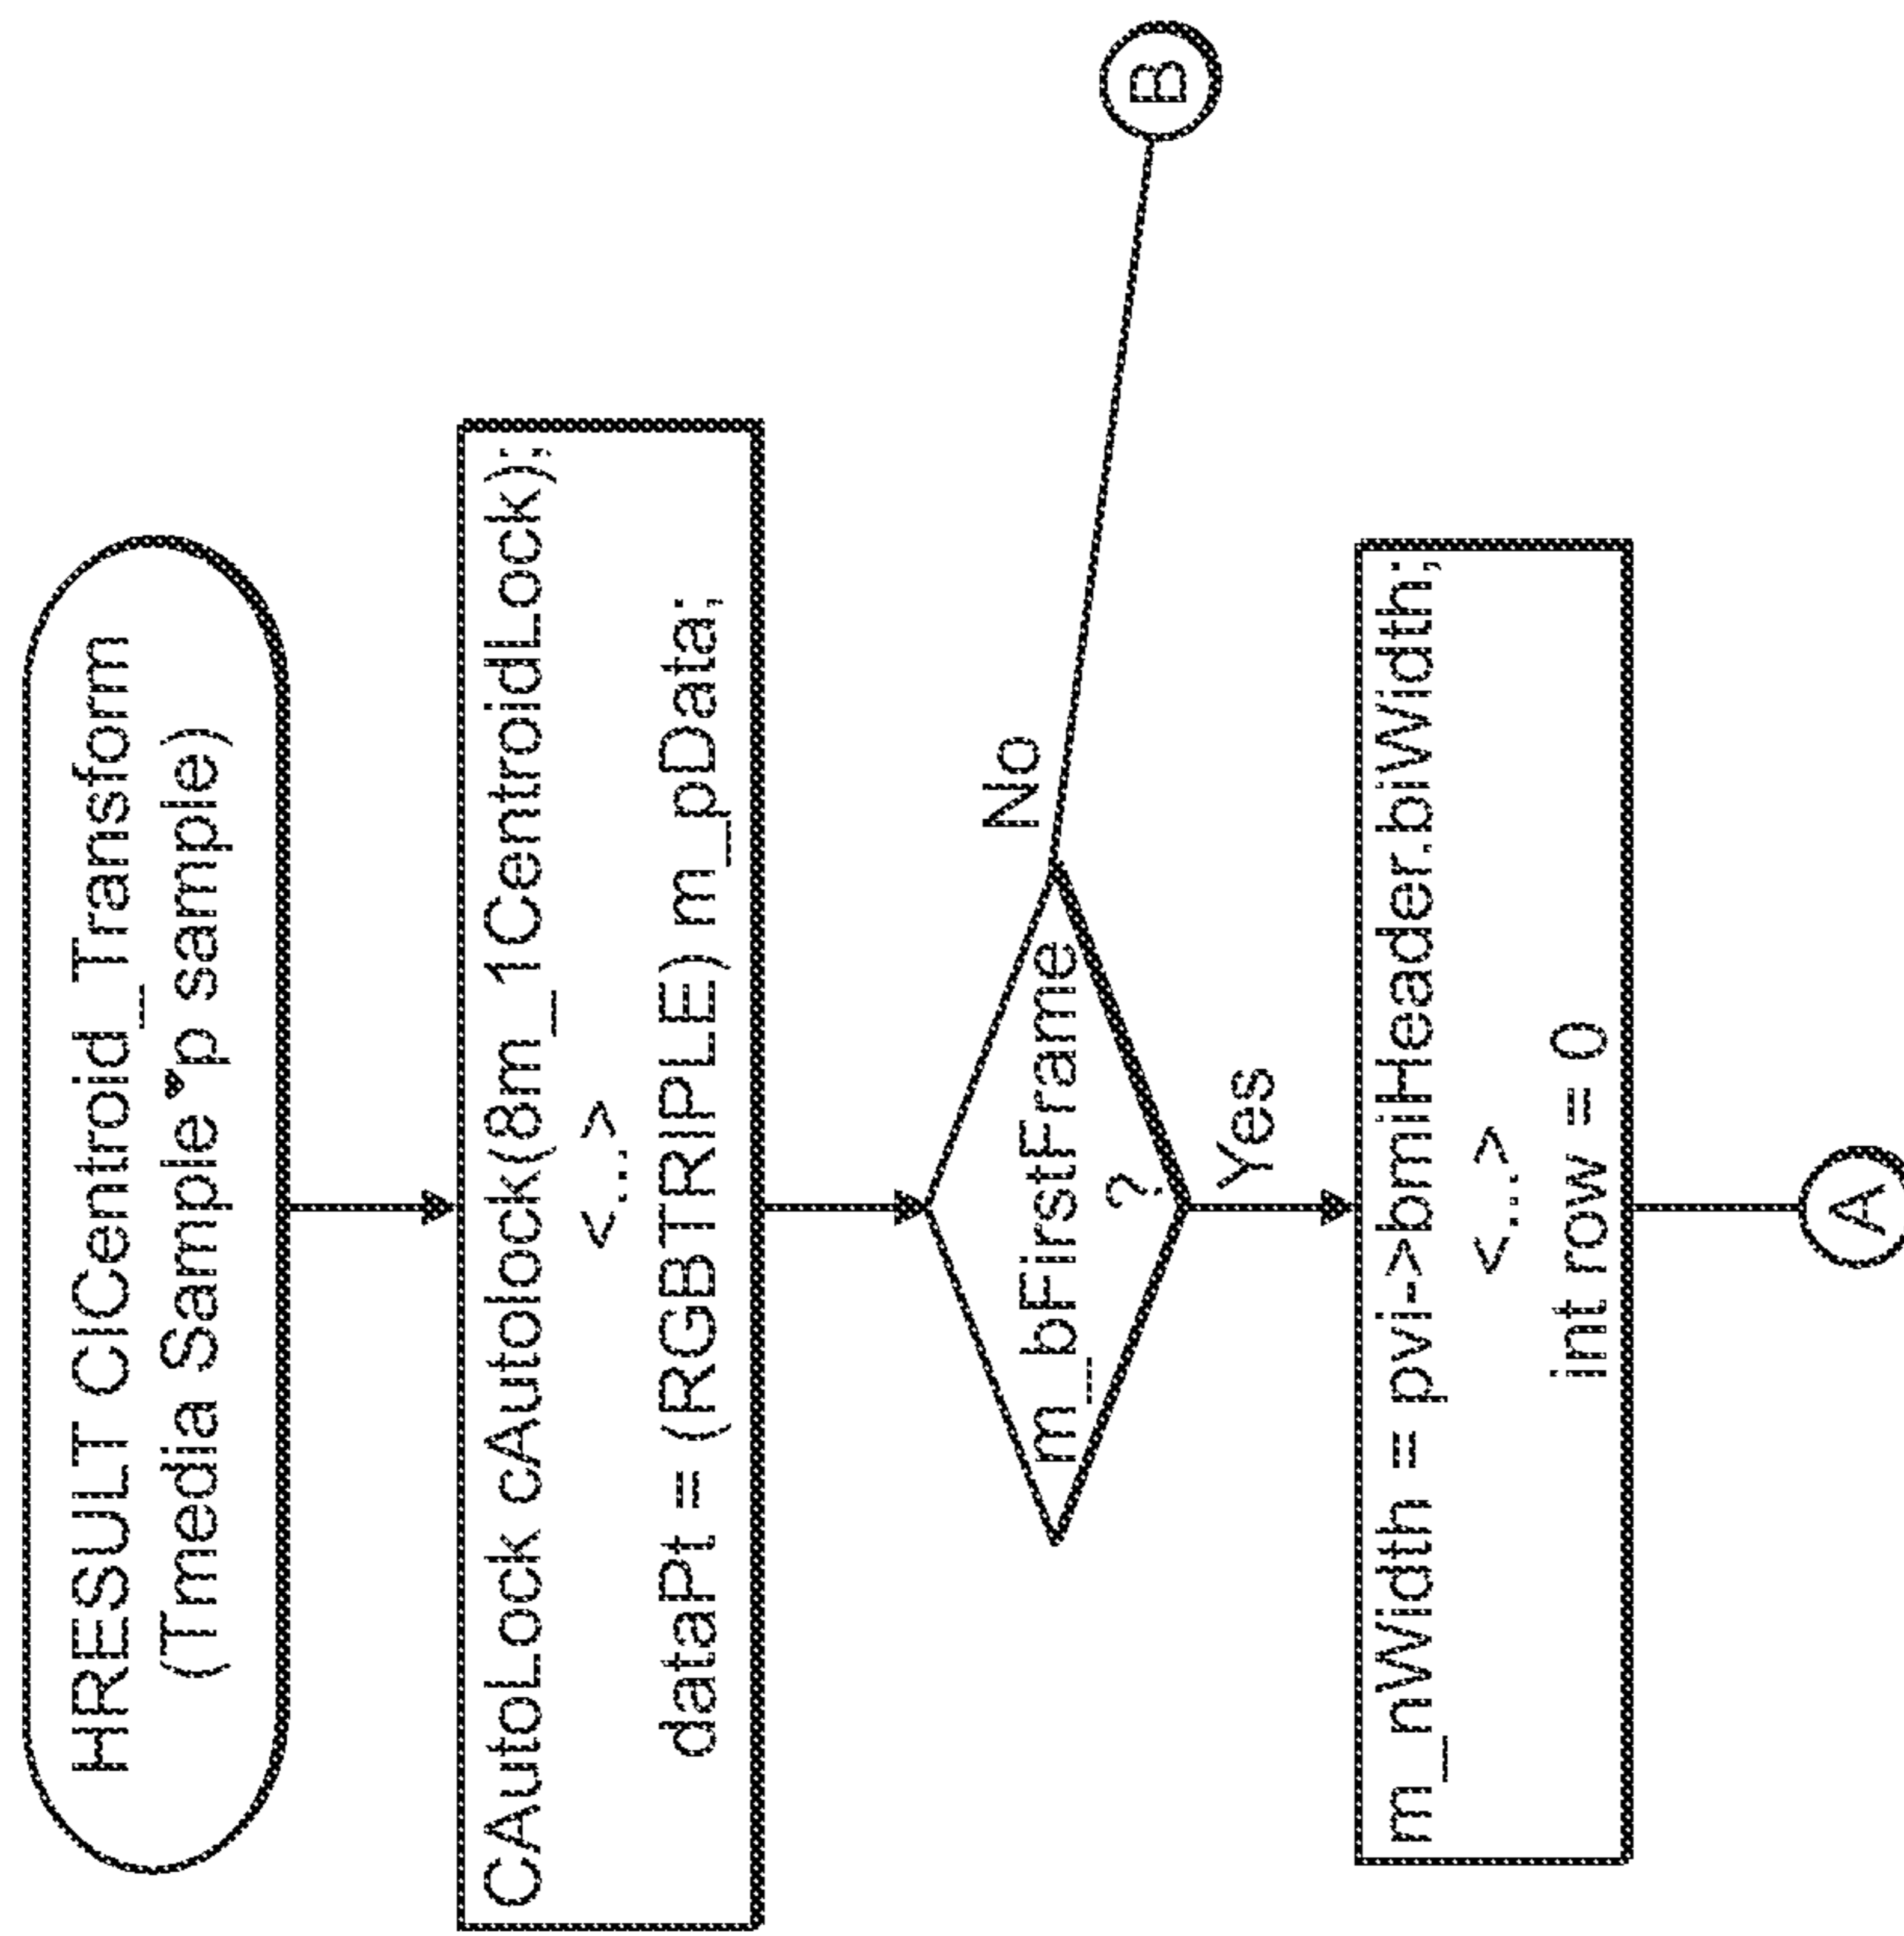 HRESULT CICentroid_Transform
(Tmedia Sample *p sample)
CAutoLock cAutolock(8m_1CentroidLock);
<...>
dataPt = (RGBTRIPLE) m_pData;
m_bFirstFrame
?
No
B
Yes
m_nWidth = pvi->bmiHeader.biWidth;
<...>
int row = 0
A